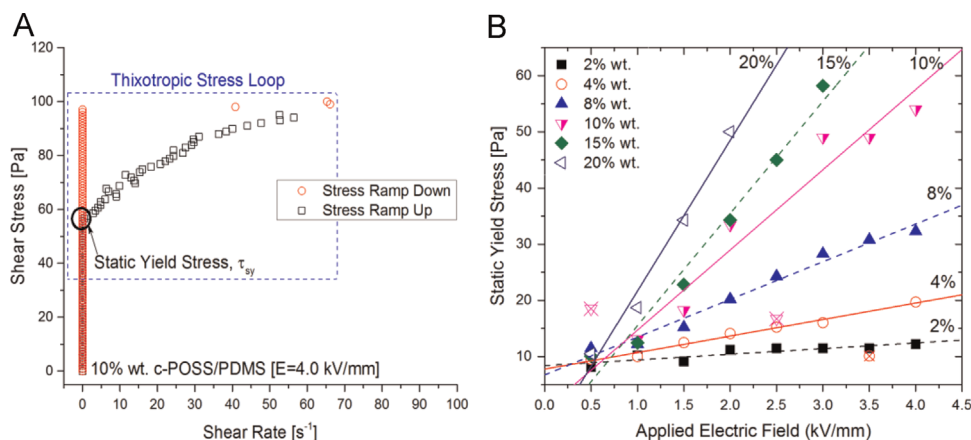 A
Shear Stress [Pa]
120
100
80
60
40
20
0
Thixotropic Stress Loop
Stress Ramp Down
Stress Ramp Up
Static Yield Stress, τsy
10% wt. c-POSS/PDMS [E=4.0 kV/mm]
0 10 20 30 40 50 60 70 80 90 100
Shear Rate [s⁻¹]
B
Static Yield Stress [Pa]
60
50
40
30
20
10
2% wt.
4% wt.
8% wt.
10% wt.
15% wt.
20% wt.
20%
15%
10%
8%
4%
2%
0.0 0.5 1.0 1.5 2.0 2.5 3.0 3.5 4.0 4.5
Applied Electric Field (kV/mm)